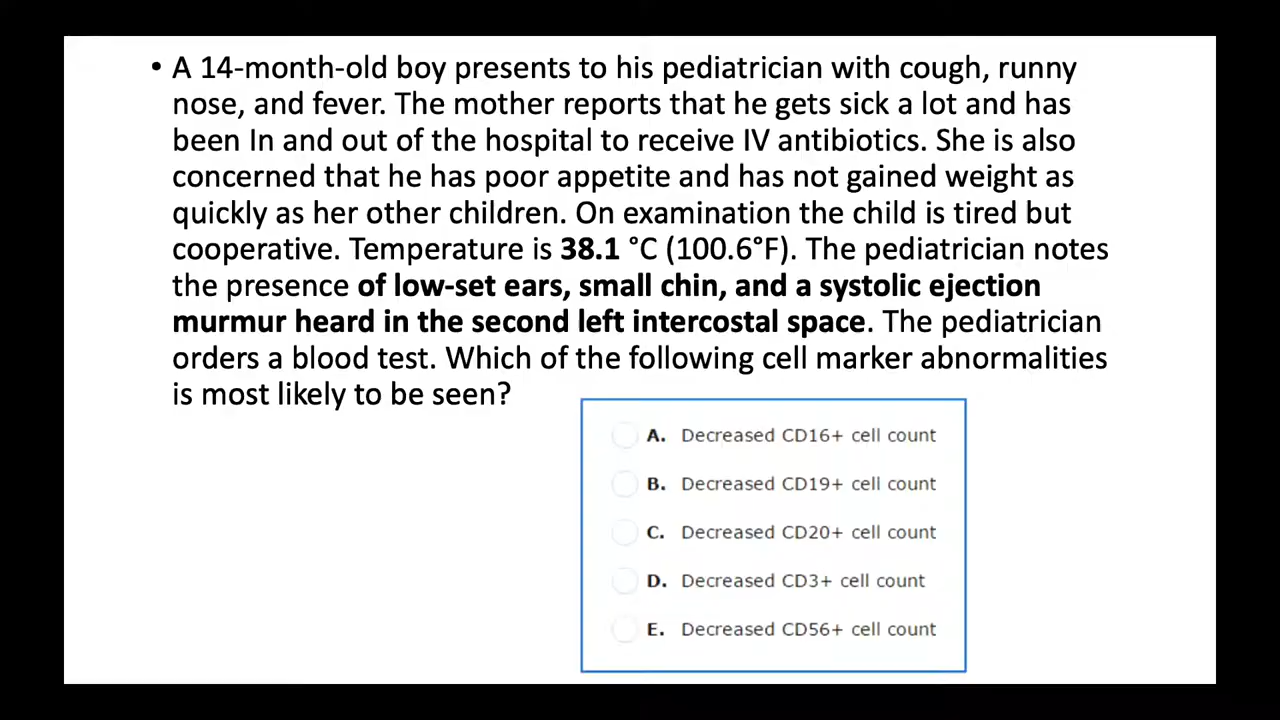 • A 14-month-old boy presents to his pediatrician with cough, runny
nose, and fever. The mother reports that he gets sick a lot and has
been In and out of the hospital to receive IV antibiotics. She is also
concerned that he has poor appetite and has not gained weight as
quickly as her other children. On examination the child is tired but
cooperative. Temperature is 38.1 °C (100.6°F). The pediatrician notes
the presence of low-set ears, small chin, and a systolic ejection
murmur heard in the second left intercostal space. The pediatrician
orders a blood test. Which of the following cell marker abnormalities
is most likely to be seen?
A. Decreased CD16+ cell count
B. Decreased CD19+ cell count
C. Decreased CD20+ cell count
D. Decreased CD3+ cell count
E. Decreased CD56+ cell count